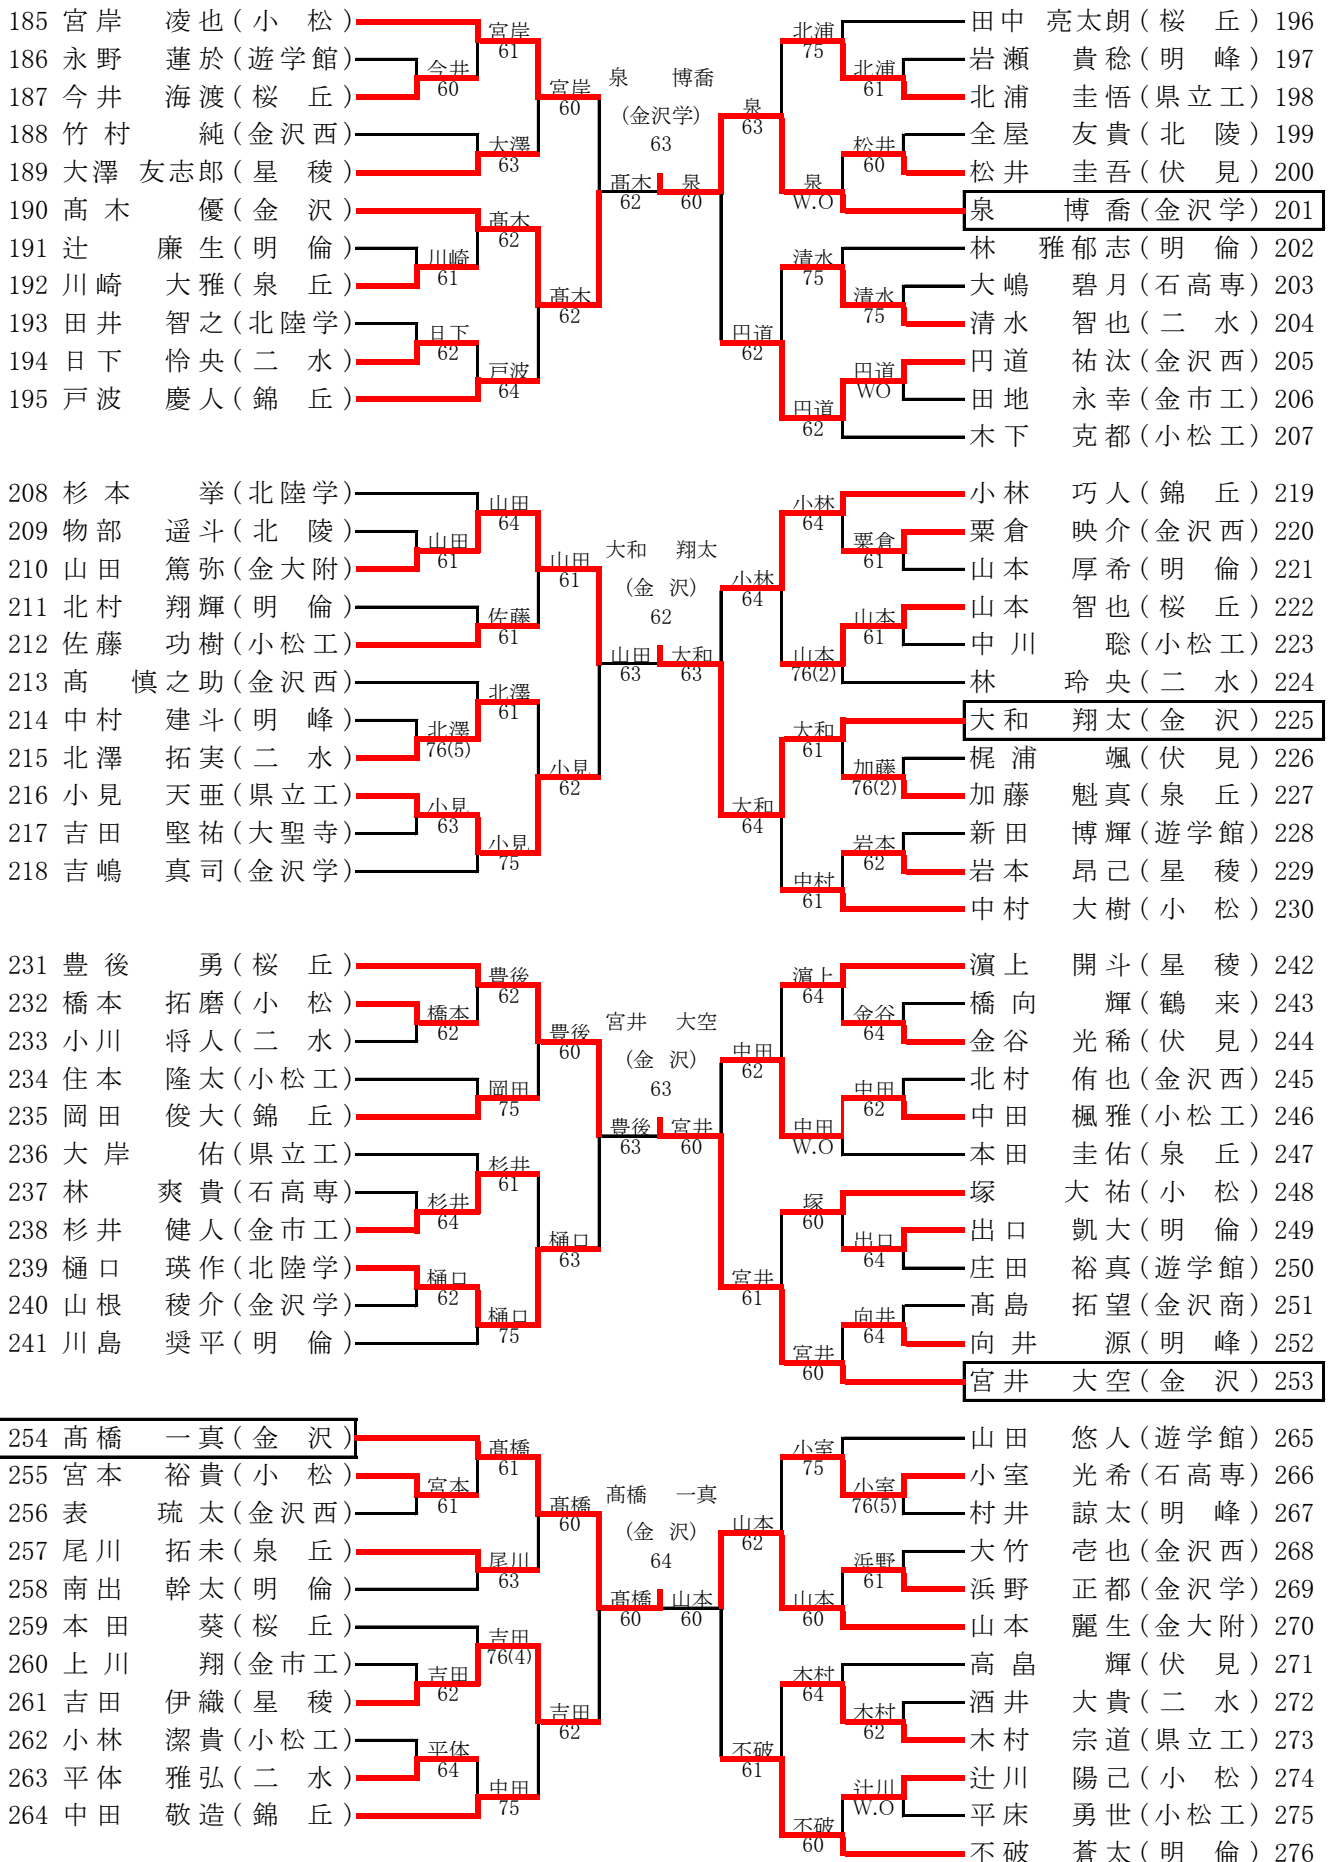 185 宮岸 凌也(小 松)
186 永野 蓮於(遊学館)
187 今井 海渡(桜 丘)
188 竹村 純(金沢西)
189 大澤 友志郎(星 稜)
190 髙木 優(金 沢)
191 辻 廉生(明 倫)
192 川崎 大雅(泉 丘)
193 田井 智之(北陸学)
194 日下 怜央(二 水)
195 戸波 慶人(錦 丘)
今井
60
川崎
61
日下
62
宮岸
61
大澤
63
髙木
62
戸波
64
宮岸
60
髙木
62
髙木
62
泉 博喬
(金沢学)
63
泉
60
泉
63
円道
62
北浦
75
泉
W.O
清水
75
円道
62
北浦
61
松井
60
清水
75
円道
WO
田中 亮太朗(桜 丘) 196
岩瀬 貴稔(明 峰) 197
北浦 圭悟(県立工) 198
全屋 友貴(北 陵) 199
松井 圭吾(伏 見) 200
泉 博喬(金沢学) 201
林 雅郁志(明 倫) 202
大嶋 碧月(石高専) 203
清水 智也(二 水) 204
円道 祐汰(金沢西) 205
田地 永幸(金市工) 206
木下 克都(小松工) 207
208 杉本 挙(北陸学)
209 物部 遥斗(北 陵)
210 山田 篤弥(金大附)
211 北村 翔輝(明 倫)
212 佐藤 功樹(小松工)
213 髙 慎之助(金沢西)
214 中村 建斗(明 峰)
215 北澤 拓実(二 水)
216 小見 天亜(県立工)
217 吉田 堅祐(大聖寺)
218 吉嶋 真司(金沢学)
山田
61
北澤
76(5)
小見
63
山田
64
佐藤
61
北澤
61
小見
75
山田
61
小見
62
山田
63
大和 翔太
(金 沢)
62
大和
63
小林
64
大和
64
小林
64
山本
76(2)
大和
61
中村
61
粟倉
61
山本
61
加藤
76(2)
岩本
62
小林 巧人(錦 丘) 219
粟倉 映介(金沢西) 220
山本 厚希(明 倫) 221
山本 智也(桜 丘) 222
中川 聡(小松工) 223
林 玲央(二 水) 224
大和 翔太(金 沢) 225
梶浦 颯(伏 見) 226
加藤 魁真(泉 丘) 227
新田 博輝(遊学館) 228
岩本 昂己(星 稜) 229
中村 大樹(小 松) 230
231 豊後 勇(桜 丘)
232 橋本 拓磨(小 松)
233 小川 将人(二 水)
234 住本 隆太(小松工)
235 岡田 俊大(錦 丘)
236 大岸 佑(県立工)
237 林 爽貴(石高専)
238 杉井 健人(金市工)
239 樋口 瑛作(北陸学)
240 山根 稜介(金沢学)
241 川島 奨平(明 倫)
橋本
62
杉井
64
樋口
62
豊後
62
岡田
75
杉井
61
樋口
75
豊後
60
樋口
63
豊後
63
宮井 大空
(金 沢)
63
宮井
60
中田
62
宮井
61
濵上
64
中田
W.O
塚
60
宮井
60
金谷
64
中田
62
出口
64
向井
64
濵上 開斗(星 稜) 242
橋向 輝(鶴 来) 243
金谷 光稀(伏 見) 244
北村 侑也(金沢西) 245
中田 楓雅(小松工) 246
本田 圭佑(泉 丘) 247
塚 大祐(小 松) 248
出口 凱大(明 倫) 249
庄田 裕真(遊学館) 250
髙島 拓望(金沢商) 251
向井 源(明 峰) 252
宮井 大空(金 沢) 253
254 髙橋 一真(金 沢)
255 宮本 裕貴(小 松)
256 表 琉太(金沢西)
257 尾川 拓未(泉 丘)
258 南出 幹太(明 倫)
259 本田 葵(桜 丘)
260 上川 翔(金市工)
261 吉田 伊織(星 稜)
262 小林 潔貴(小松工)
263 平体 雅弘(二 水)
264 中田 敬造(錦 丘)
宮本
61
吉田
62
平体
64
髙橋
61
尾川
63
吉田
76(4)
中田
75
髙橋
60
吉田
62
髙橋
60
髙橋 一真
(金 沢)
64
山本
60
山本
62
不破
61
小室
75
山本
60
木村
64
不破
60
小室
76(5)
浜野
61
木村
62
辻川
W.O
山田 悠人(遊学館) 265
小室 光希(石高専) 266
村井 諒太(明 峰) 267
大竹 壱也(金沢西) 268
浜野 正都(金沢学) 269
山本 麗生(金大附) 270
高畠 輝(伏 見) 271
酒井 大貴(二 水) 272
木村 宗道(県立工) 273
辻川 陽己(小 松) 274
平床 勇世(小松工) 275
不破 蒼太(明 倫) 276